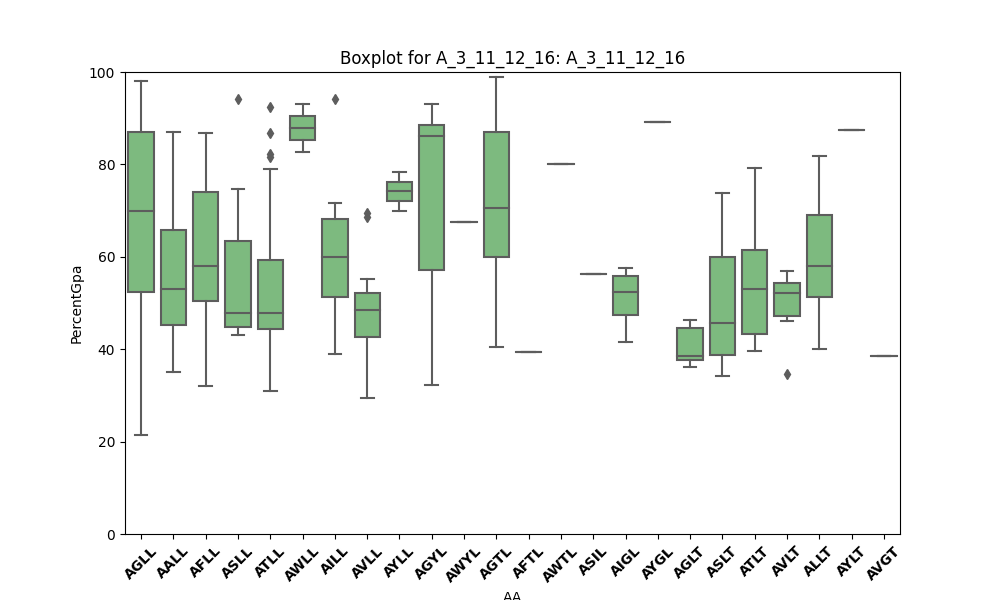 Boxplot for A_3_11_12_16: A_3_11_12_16
100
80
60
40
20
0
PercentGpa
AGLL AALL AFLL ASLL ATLL AWLL AILL AVLL AYLL AGYL AWYL AGTL AFTL AWTL ASIL AIGL AYGL AGLT ASLT ATLT AVLT ALLT AYLT AVGT
AA